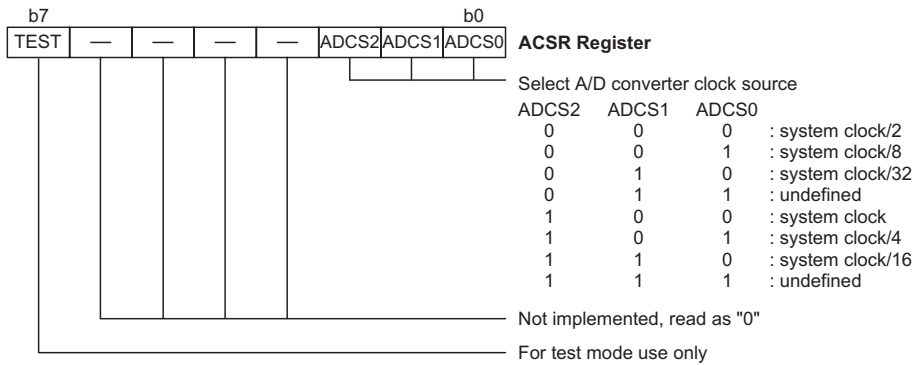 b7 b0
TEST — — — — ADCS2 ADCS1 ADCS0 ACSR Register
Select A/D converter clock source
ADCS2 ADCS1 ADCS0
0 0 0 : system clock/2
0 0 1 : system clock/8
0 1 0 : system clock/32
0 1 1 : undefined
1 0 0 : system clock
1 0 1 : system clock/4
1 1 0 : system clock/16
1 1 1 : undefined
Not implemented, read as "0"
For test mode use only